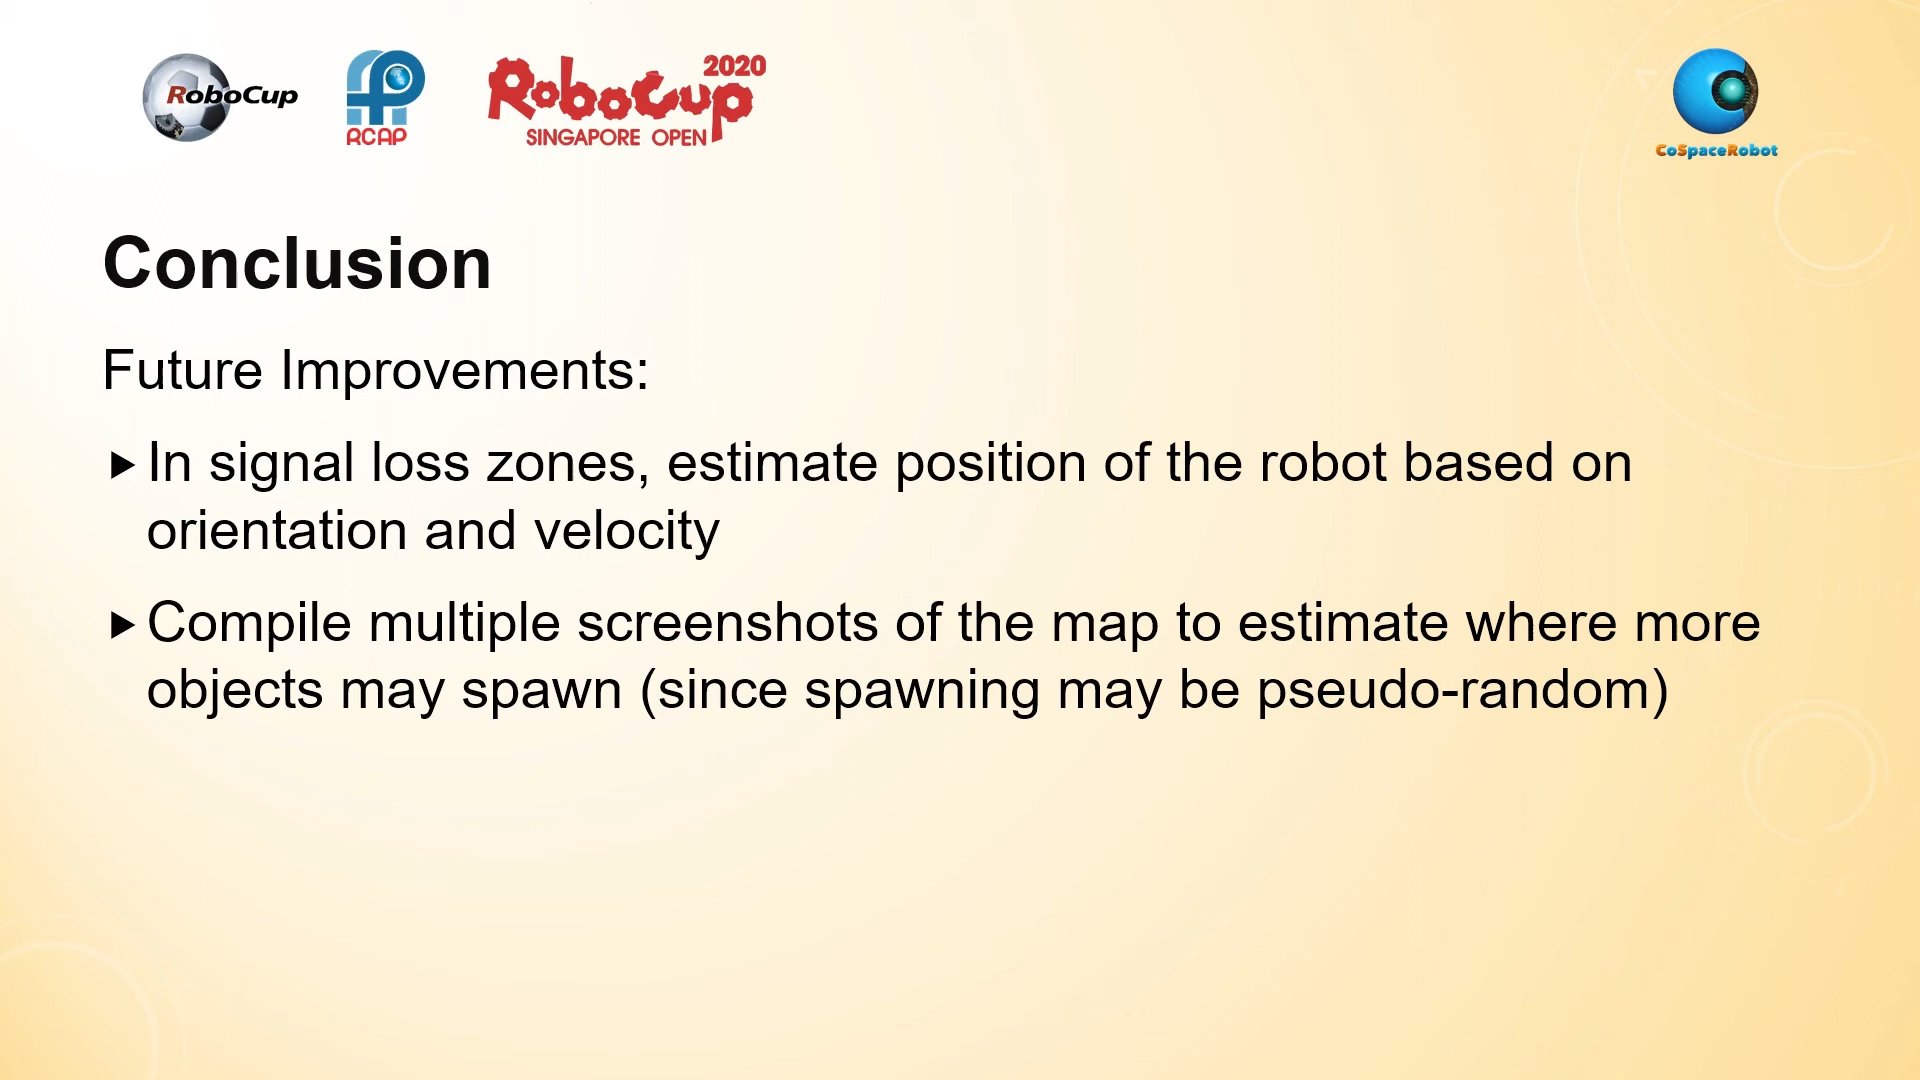 RoboCup
RCAP
RoboCup 2020
SINGAPORE OPEN
CoSpaceRobot
Conclusion
Future Improvements:
In signal loss zones, estimate position of the robot based on
orientation and velocity
Compile multiple screenshots of the map to estimate where more
objects may spawn (since spawning may be pseudo-random)